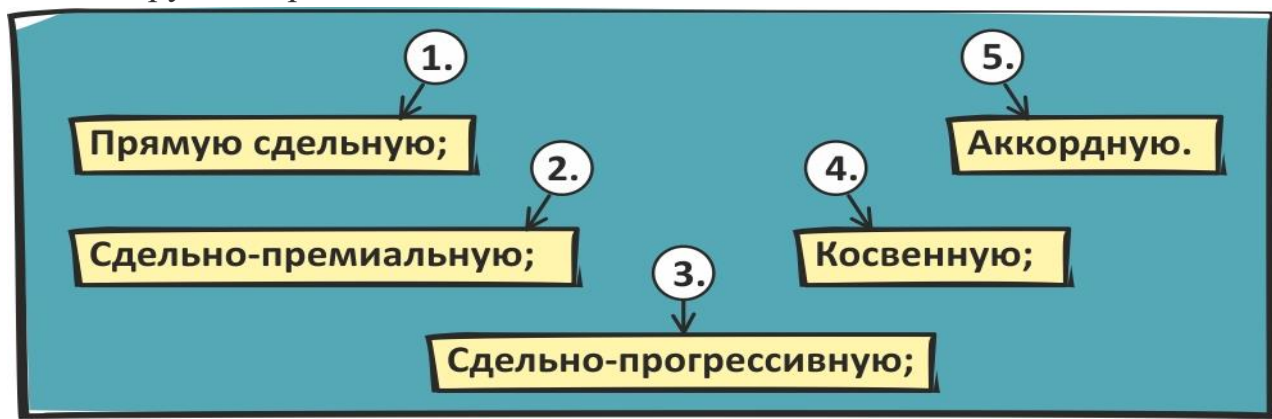 1.
Прямую сдельную;
2.
Сдельно-премиальную;
3.
Сдельно-прогрессивную;
4.
Косвенную;
5.
Аккордную.